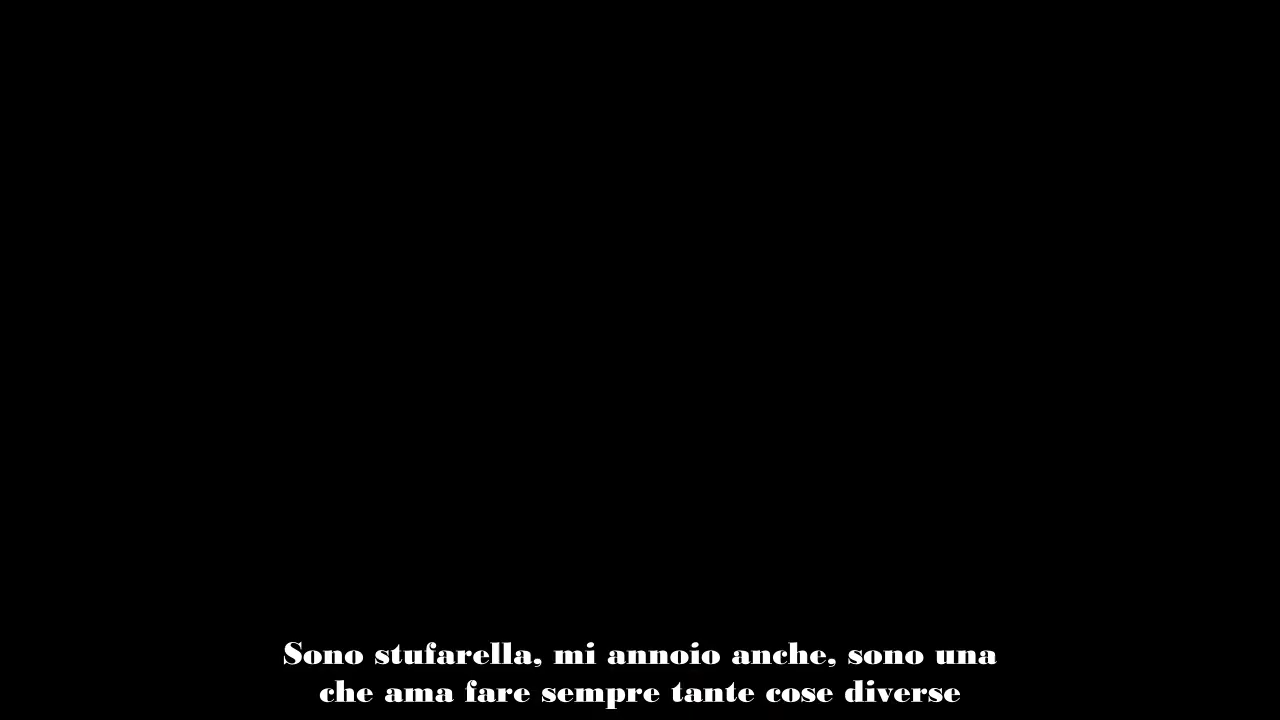 Sono stufarella, mi annoio anche, sono una
che ama fare sempre tante cose diverse